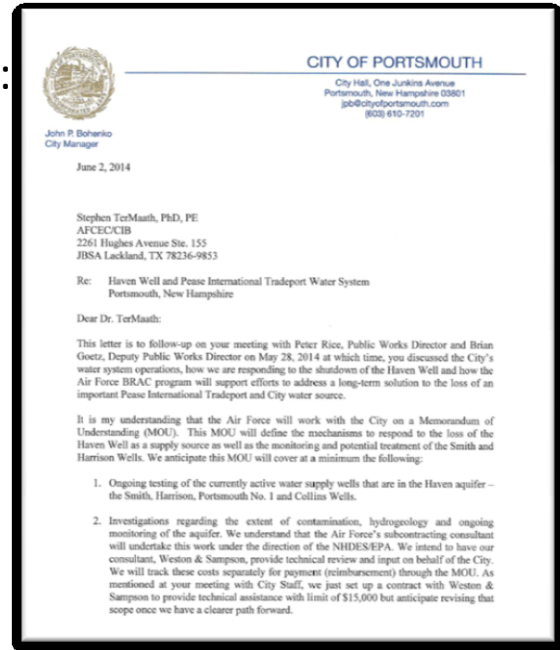 :
CITY OF PORTSMOUTH
City Hall, One Junkins Avenue
Portsmouth, New Hampshire 03801
jpb@cityofportsmouth.com
(603) 610-7201
John P. Bohenko
City Manager
June 2, 2014
Stephen TerMaath, PhD, PE
AFCEC/CIB
2261 Hughes Avenue Ste. 155
JBSA Lackland, TX 78236-9853
Re: Haven Well and Pease International Tradeport Water System
Portsmouth, New Hampshire
Dear Dr. TerMaath:
This letter is to follow-up on your meeting with Peter Rice, Public Works Director and Brian
Goetz, Deputy Public Works Director on May 28, 2014 at which time, you discussed the City's
water system operations, how we are responding to the shutdown of the Haven Well and how the
Air Force BRAC program will support efforts to address a long-term solution to the loss of an
important Pease International Tradeport and City water source.
It is my understanding that the Air Force will work with the City on a Memorandum of
Understanding (MOU). This MOU will define the mechanisms to respond to the loss of the
Haven Well as a supply source as well as the monitoring and potential treatment of the Smith and
Harrison Wells. We anticipate this MOU will cover at a minimum the following:
1. Ongoing testing of the currently active water supply wells that are in the Haven aquifer –
the Smith, Harrison, Portsmouth No. 1 and Collins Wells.
2. Investigations regarding the extent of contamination, hydrogeology and ongoing
monitoring of the aquifer. We understand that the Air Force's subcontracting consultant
will undertake this work under the direction of the NHDES/EPA. We intend to have our
consultant, Weston & Sampson, provide technical review and input on behalf of the City.
We will track these costs separately for payment (reimbursement) through the MOU. As
mentioned at your meeting with City Staff, we just set up a contract with Weston &
Sampson to provide technical assistance with limit of $15,000 but anticipate revising that
scope once we have a clearer path forward.